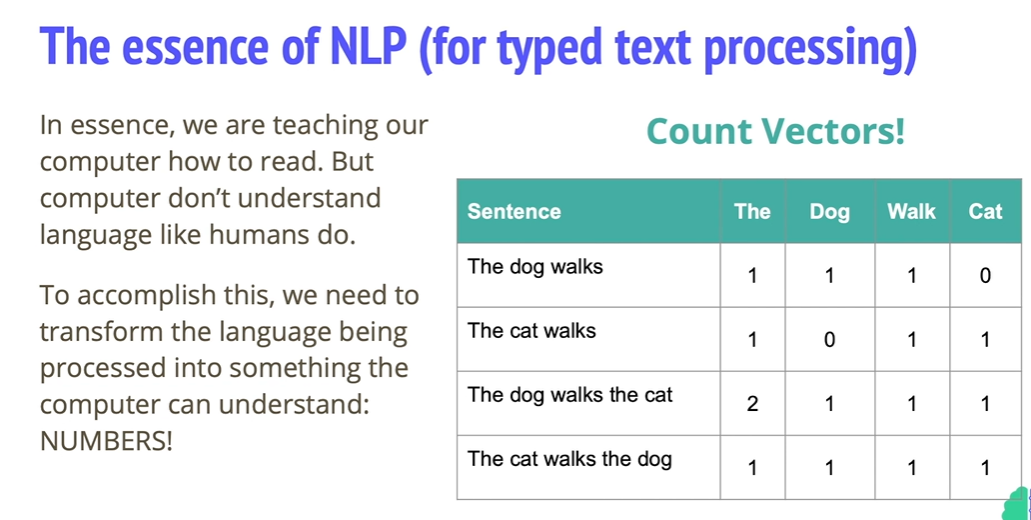 The essence of NLP (for typed text processing)
In essence, we are teaching our
computer how to read. But
computer don’t understand
language like humans do.
To accomplish this, we need to
transform the language being
processed into something the
computer can understand:
NUMBERS!
Count Vectors!
Sentence The Dog Walk Cat
The dog walks 1 1 1 0
The cat walks 1 0 1 1
The dog walks the cat 2 1 1 1
The cat walks the dog 1 1 1 1